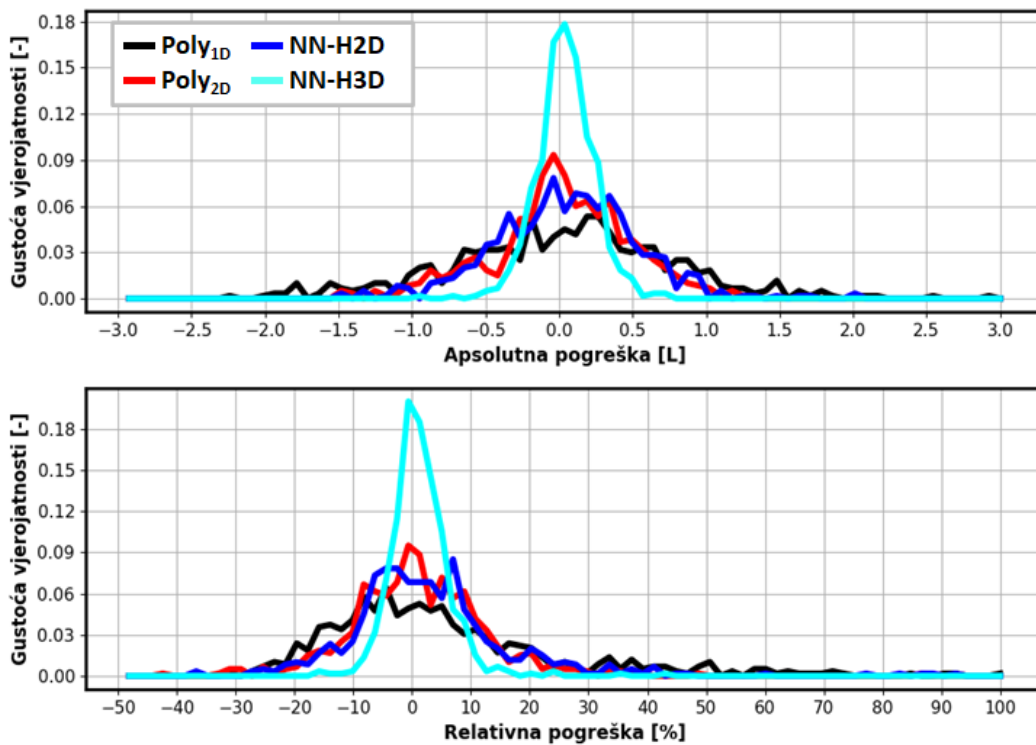 Gustoća vjerojatnosti [-]
0.18
0.15
0.12
0.09
0.06
0.03
0.00
Poly1D NN-H2D
Poly2D NN-H3D
−3.0 −2.5 −2.0 −1.5 −1.0 −0.5 0.0 0.5 1.0 1.5 2.0 2.5 3.0
Apsolutna pogreška [L]
Gustoća vjerojatnosti [-]
0.18
0.15
0.12
0.09
0.06
0.03
0.00
−50 −40 −30 −20 −10 0 10 20 30 40 50 60 70 80 90 100
Relativna pogreška [%]